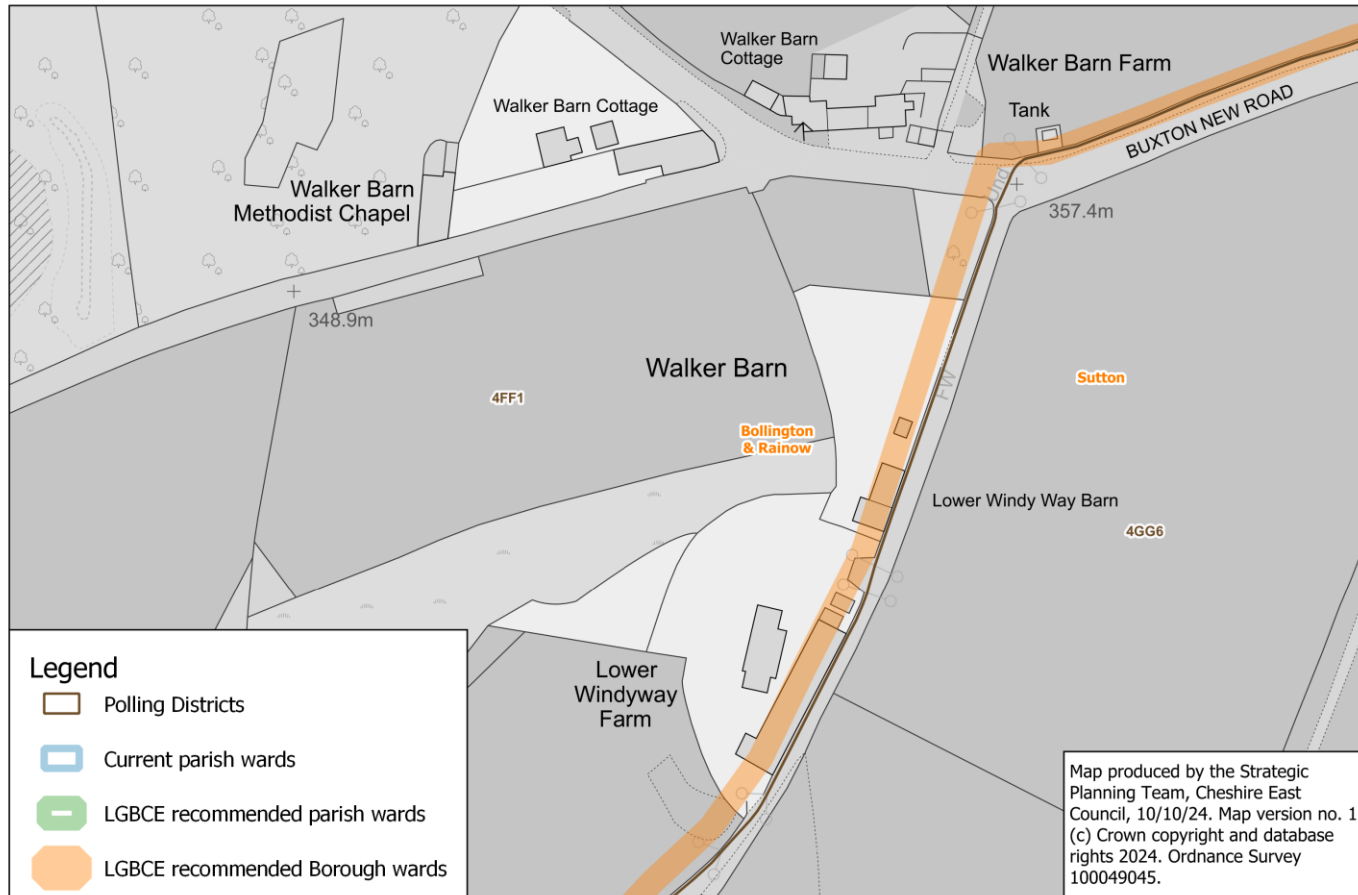 Walker Barn
Cottage
Walker Barn Farm
Walker Barn Cottage
Tank
BUXTON NEW ROAD
Und
Walker Barn
Methodist Chapel
357.4m
348.9m
Walker Barn
FW
Sutton
4FF1
Bollington
& Rainow
Lower Windy Way Barn
4GG6
Lower
Windyway
Farm
Legend
Polling Districts
Current parish wards
LGBCE recommended parish wards
LGBCE recommended Borough wards
Map produced by the Strategic
Planning Team, Cheshire East
Council, 10/10/24. Map version no. 1
(c) Crown copyright and database
rights 2024. Ordnance Survey
100049045.